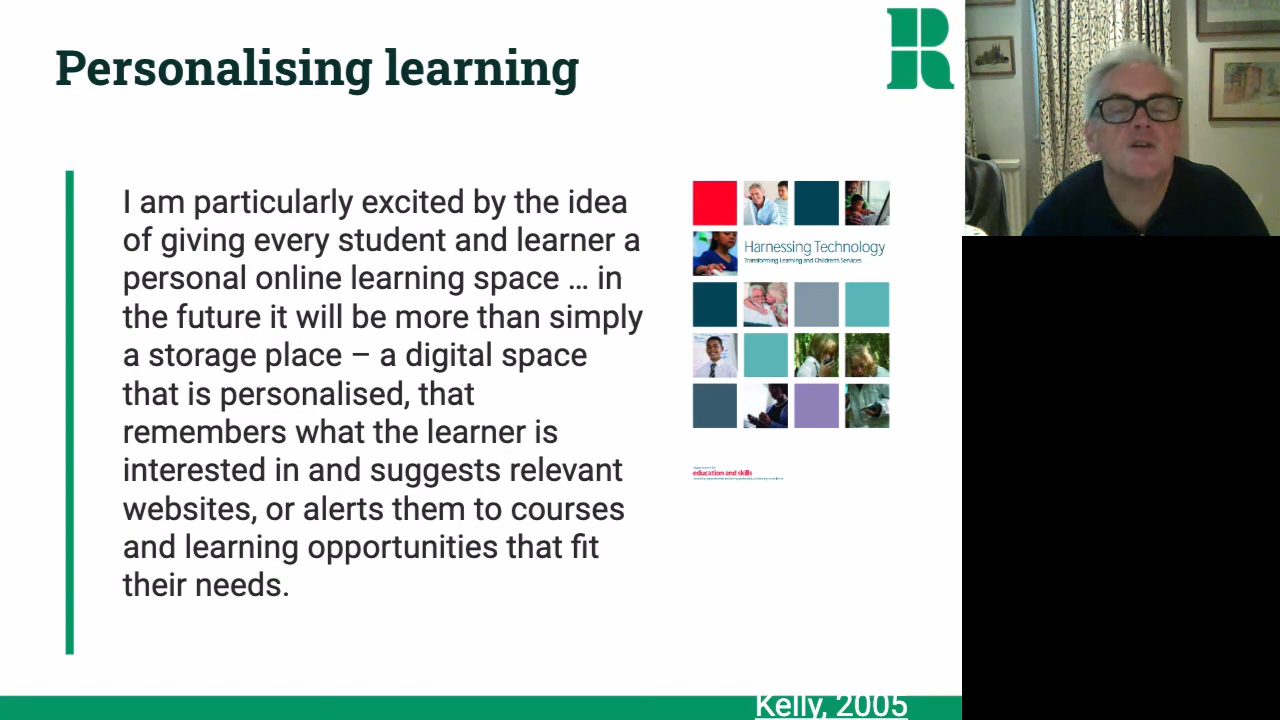 Personalising learning
R
I am particularly excited by the idea
of giving every student and learner a
personal online learning space … in
the future it will be more than simply
a storage place – a digital space
that is personalised, that
remembers what the learner is
interested in and suggests relevant
websites, or alerts them to courses
and learning opportunities that fit
their needs.
Harnessing Technology
Transforming Learning and Children's Services
education and skills
Kelly, 2005